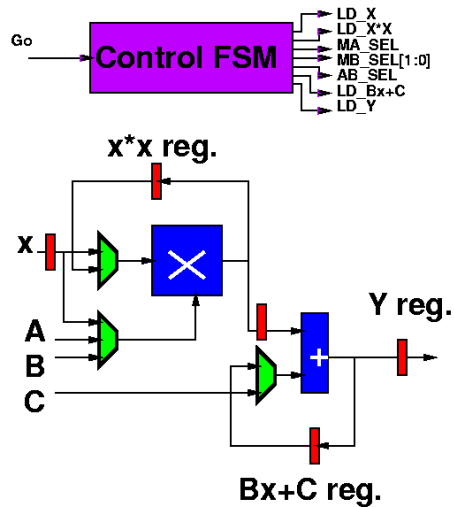 Go
Control FSM
LD_X
LD_X*X
MA_SEL
MB_SEL[1:0]
AB_SEL
LD_Bx+C
LD_Y
x*x reg.
x
A
B
C
+
Y reg.
Bx+C reg.